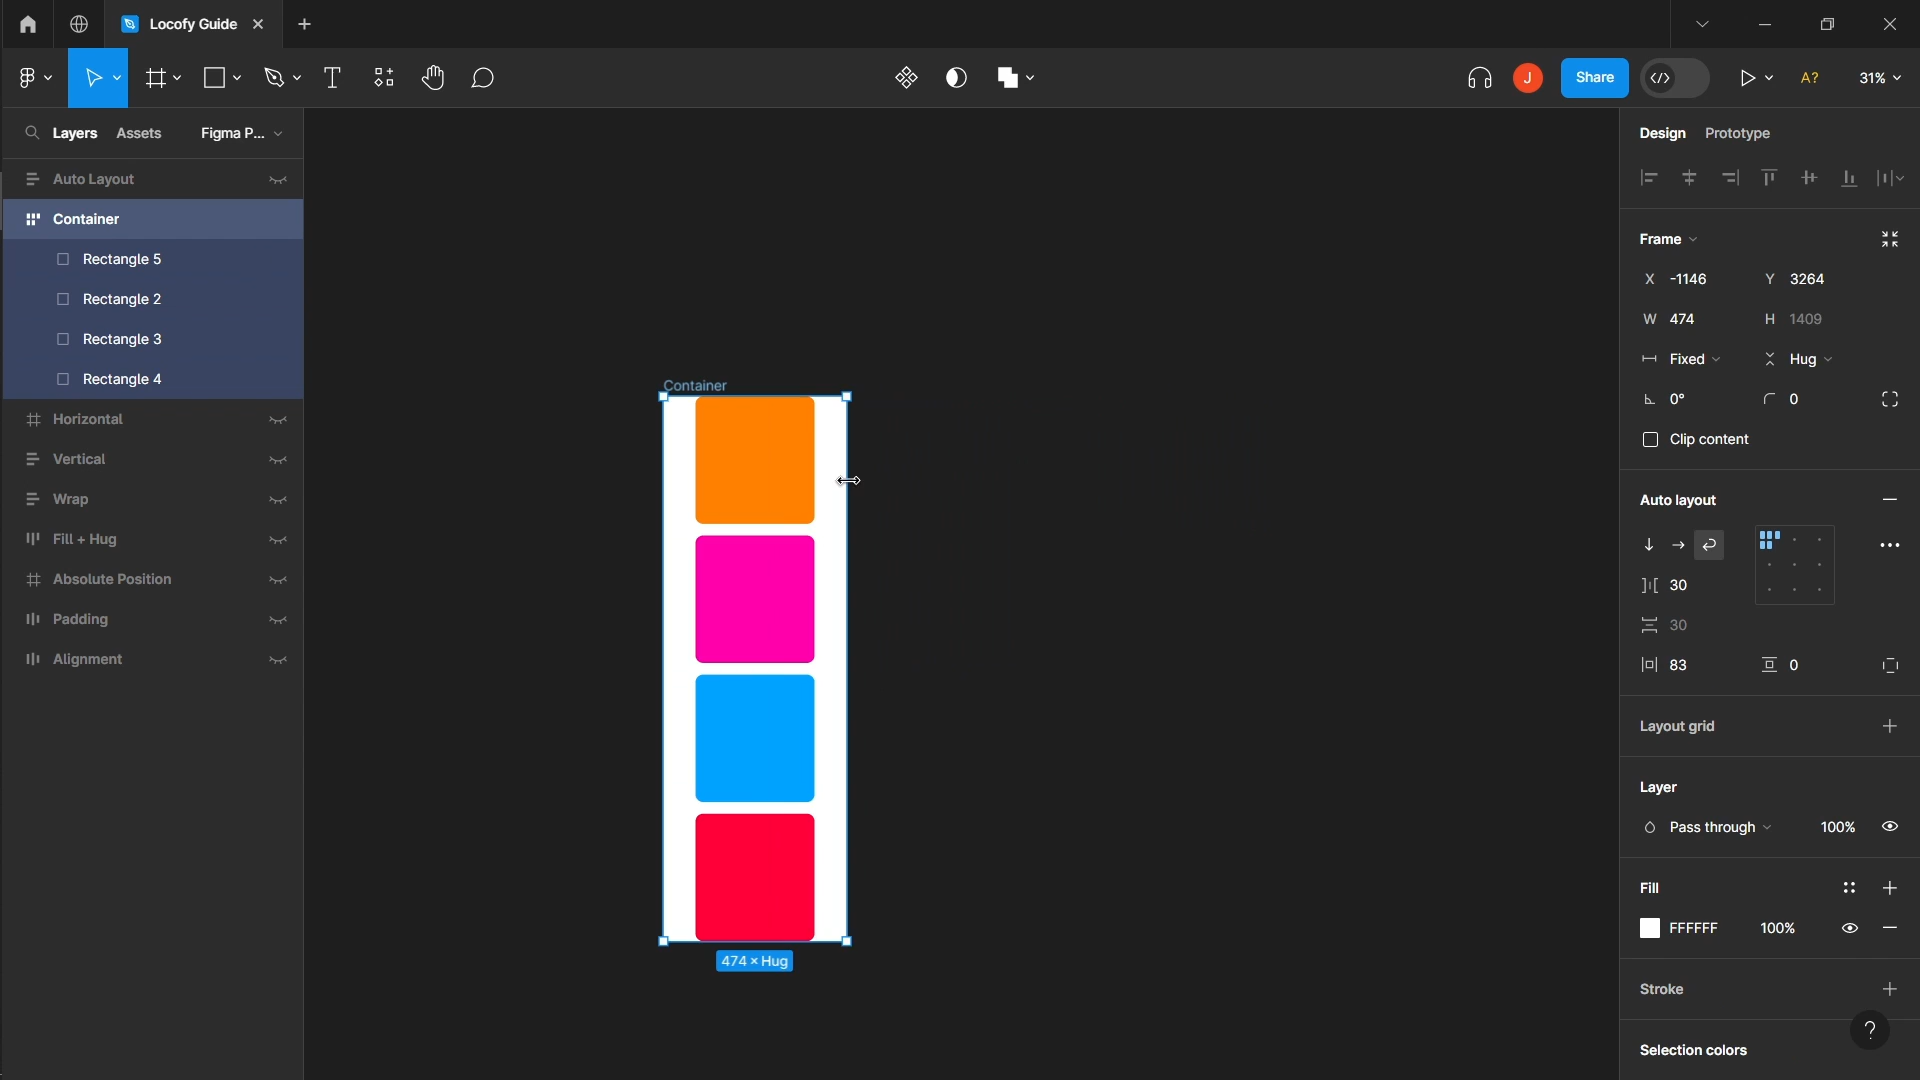 Locofy Guide
J
Share
A?
31%
Layers
Assets
Figma P...
Auto Layout
Container
Rectangle 5
Rectangle 2
Rectangle 3
Rectangle 4
Horizontal
Vertical
Wrap
Fill + Hug
Absolute Position
Padding
Alignment
Container
474 × Hug
Design
Prototype
Frame
X -1146
Y 3264
W 474
H 1409
Fixed
Hug
0°
0
Clip content
Auto layout
30
30
83
0
Layout grid
Layer
Pass through
100%
Fill
FFFFFF
100%
Stroke
?
Selection colors